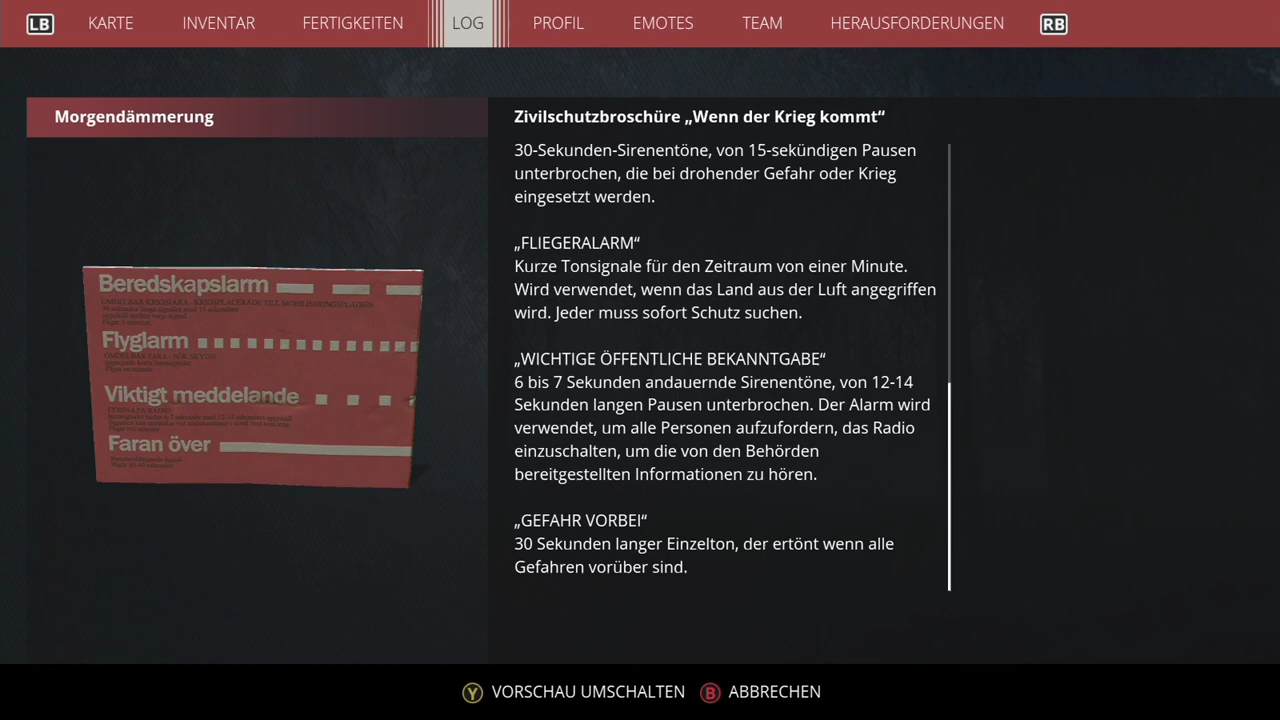 LB KARTE INVENTAR FERTIGKEITEN LOG PROFIL EMOTES TEAM HERAUSFORDERUNGEN RB
Morgendämmerung
Beredskapslarm
Flyglarm
Viktigt meddelande
Faran över
Zivilschutzbroschüre „Wenn der Krieg kommt“
30-Sekunden-Sirenentöne, von 15-sekündigen Pausen
unterbrochen, die bei drohender Gefahr oder Krieg
eingesetzt werden.
„FLIEGERALARM“
Kurze Tonsignale für den Zeitraum von einer Minute.
Wird verwendet, wenn das Land aus der Luft angegriffen
wird. Jeder muss sofort Schutz suchen.
„WICHTIGE ÖFFENTLICHE BEKANNTGABE“
6 bis 7 Sekunden andauernde Sirenentöne, von 12-14
Sekunden langen Pausen unterbrochen. Der Alarm wird
verwendet, um alle Personen aufzufordern, das Radio
einzuschalten, um die von den Behörden
bereitgestellten Informationen zu hören.
„GEFAHR VORBEI“
30 Sekunden langer Einzelton, der ertönt wenn alle
Gefahren vorüber sind.
Y VORSCHAU UMSCHALTEN B ABBRECHEN